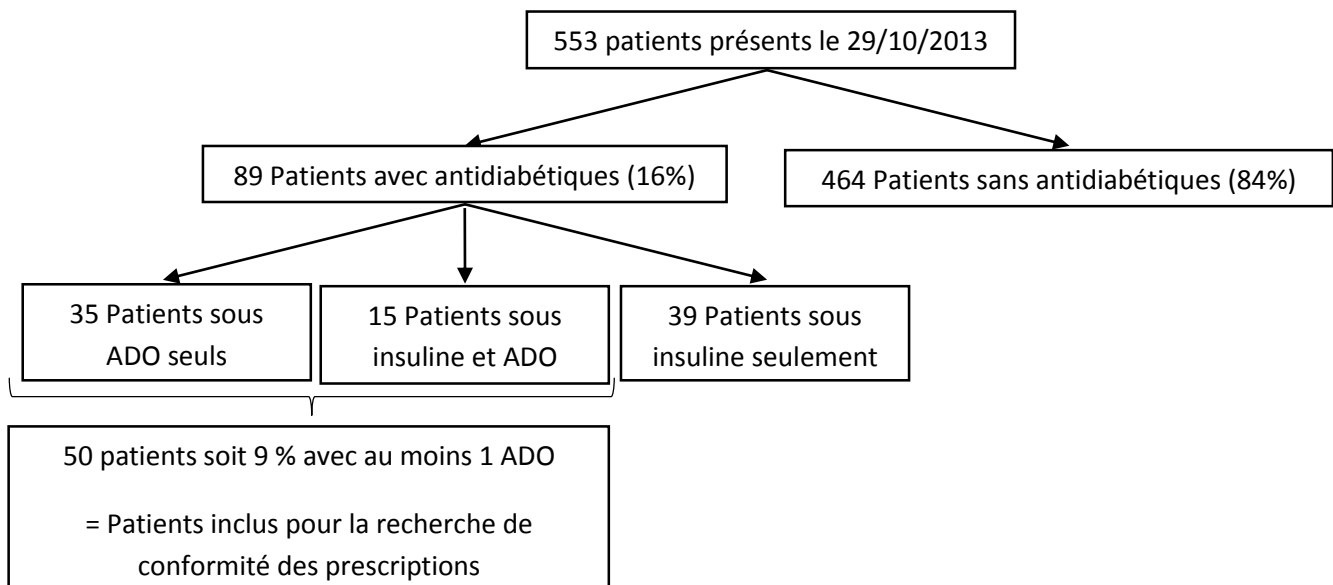 553 patients présents le 29/10/2013
89 Patients avec antidiabétiques (16%)
464 Patients sans antidiabétiques (84%)
35 Patients sous
ADO seuls
15 Patients sous
insuline et ADO
39 Patients sous
insuline seulement
50 patients soit 9 % avec au moins 1 ADO
= Patients inclus pour la recherche de
conformité des prescriptions